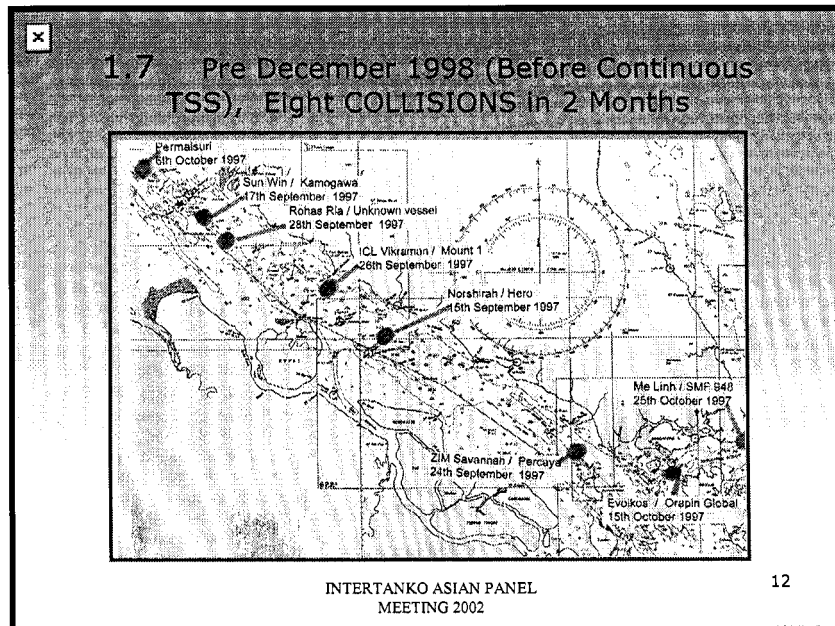 1.7 Pre December 1998 (Before Continuous
TSS), Eight COLLISIONS in 2 Months
Permaisuri
6th October 1997
Sun Win / Kamogawa
17th September 1997
Rohas Ria / Unknown vessel
28th September 1997
ICL Vikraman / Mount 1
26th September 1997
Norshirah / Hero
15th September 1997
Me Linh / SMF 948
25th October 1997
ZIM Savannah / Percaya
24th September 1997
Evoikos / Orapin Global
15th October 1997
INTERTANKO ASIAN PANEL
MEETING 2002
12